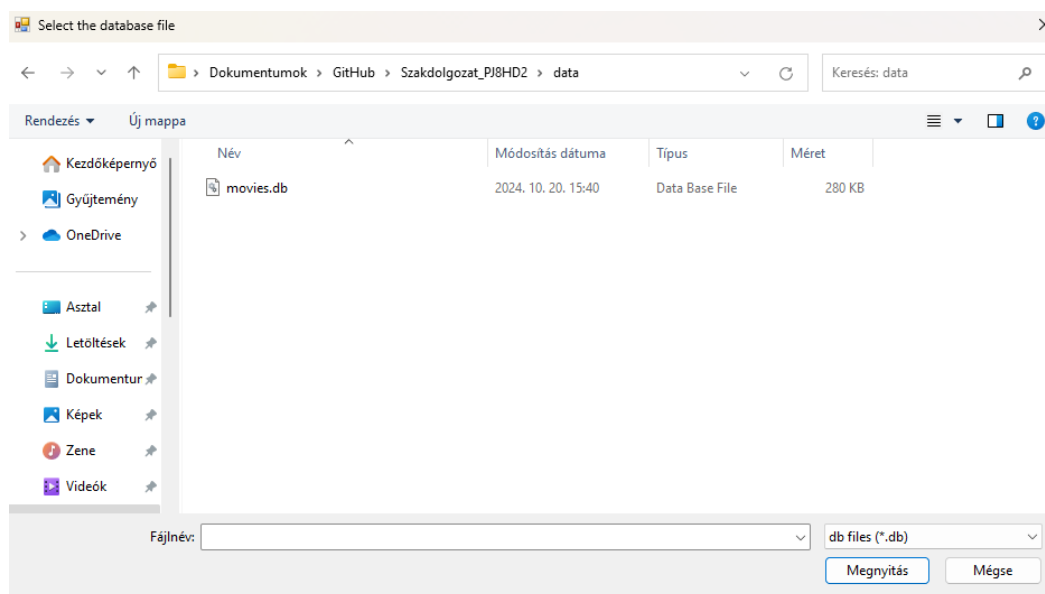 Select the database file
Dokumentumok > GitHub > Szakdolgozat_PJ8HD2 > data
Keresés: data
Rendezés
Új mappa
Név
Módosítás dátuma
Típus
Méret
movies.db
2024. 10. 20. 15:40
Data Base File
280 KB
Kezdőképernyő
Gyűjtemény
OneDrive
Asztal
Letöltések
Dokumentur
Képek
Zene
Videók
Fájlnév:
db files (*.db)
Megnyitás
Mégse